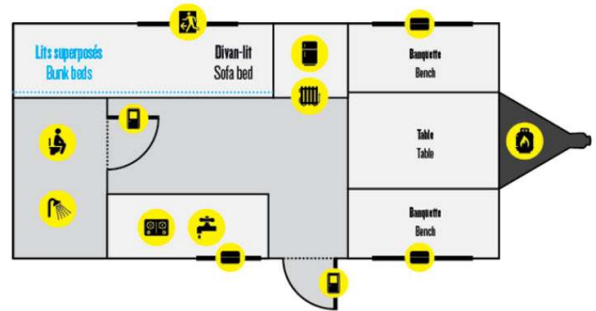 Lits superposés
Bunk beds
Divan-lit
Sofa bed
Banquette
Bench
Table
Table
Banquette
Bench